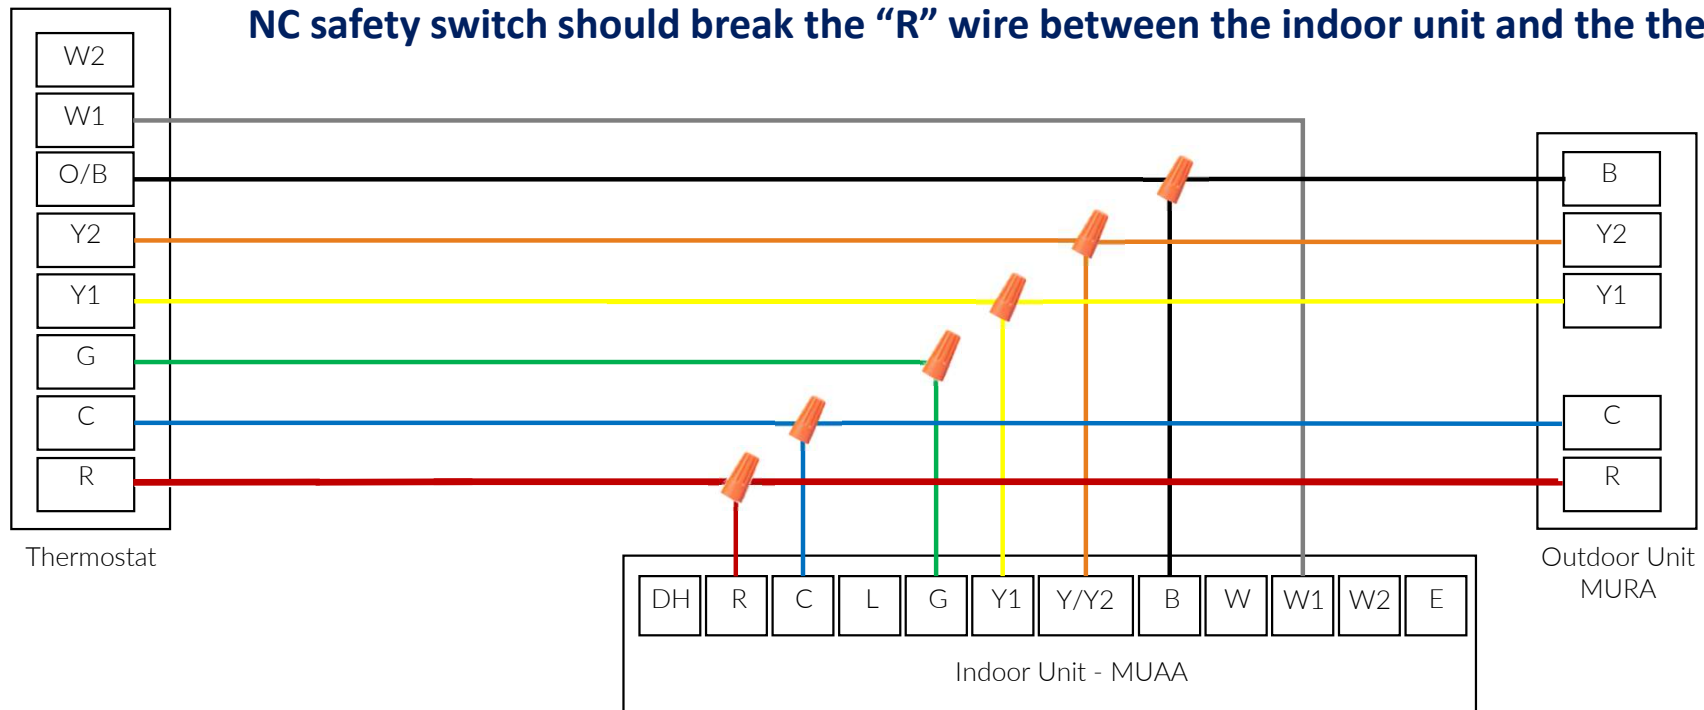 NC safety switch should break the “R” wire between the indoor unit and the the
W2
W1
O/B
Y2
Y1
G
C
R
Thermostat
B
Y2
Y1
C
R
Outdoor Unit
MURA
DH R C L G Y1 Y/Y2 B W W1 W2 E
Indoor Unit - MUAA